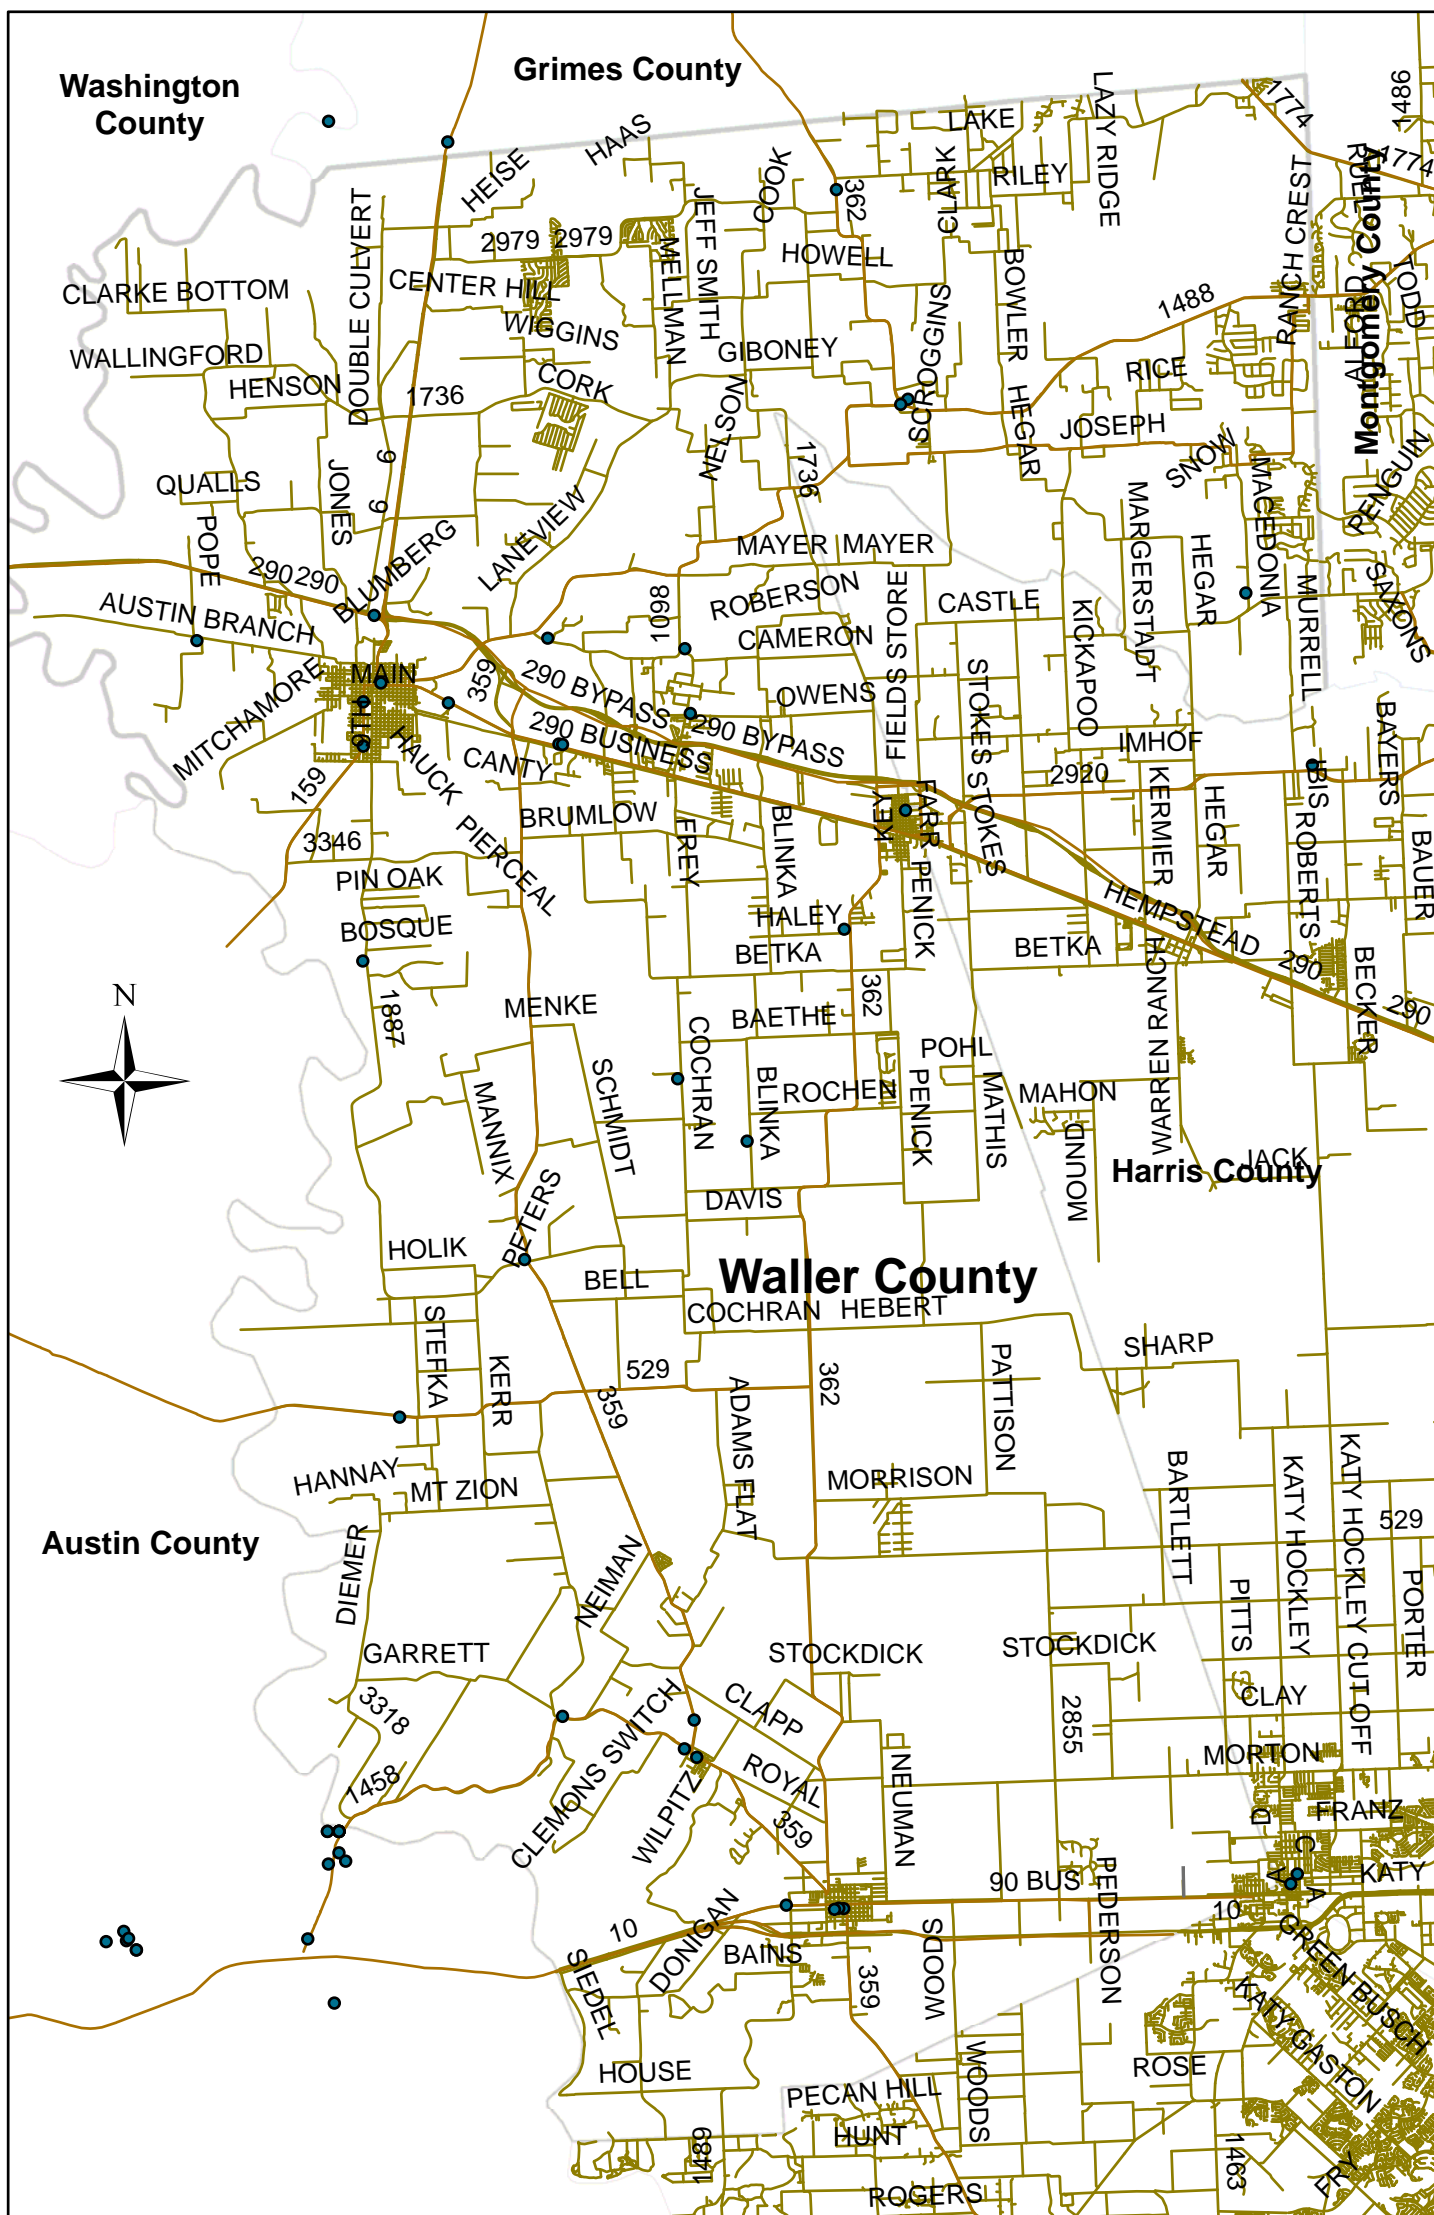 Grimes County
Washington
County
LAZY RIDGE
1774
1486
LAKE
HAAS
HEISE
COOK
362
CLARK
RILEY
1774
RANCH CREST
Montgomery County
DOUBLE CULVERT
2979
2979
MELLMAN
JEFF SMITH
HOWELL
BOWLER
TODD
CLARKE BOTTOM
CENTER HILL
1488
WIGGINS
SCROGGINS
WALLINGFORD
GIBONEY
HENSON
1736
CORK
RICE
NELSON
HEGAR
JOSEPH
6
6
1736
SNOW
MACEDONIA
PENGUIN
QUALLS
JONES
LANEVIEW
MARGERSTADT
POPE
290
290
BLUMBERG
MAYER
MAYER
HEGAR
MURRELL
SAXONS
AUSTIN BRANCH
1098
ROBERSON
FIELDS STORE
CASTLE
KICKAPOO
CAMERON
MITCHAMORE
MAIN
359
290 BYPASS
290 BYPASS
OWENS
STOKES
STOKES
BAYERS
9TH
HAUCK
290 BUSINESS
IMHOF
CANTY
2920
IBIS
159
BRUMLOW
KEY
FARR
KERMIER
HEGAR
3346
PIERCEAL
FREY
BLINKA
PENICK
ROBERTS
BAUER
PIN OAK
HALEY
HEMPSTEAD
BOSQUE
BETKA
BETKA
290
BECKER
290
N
1887
MENKE
362
WARREN RANCH
BAETHE
COCHRAN
SCHMIDT
POHL
MANNIX
BLINKA
ROCHEN
PENICK
MATHIS
MAHON
MOUND
JACK
Harris County
DAVIS
PETERS
HOLIK
BELL
Waller County
COCHRAN
HEBERT
STEFKA
KERR
529
359
362
PATTISON
SHARP
ADAMS FLAT
HANNAY
MT ZION
MORRISON
BARTLETT
KATY HOCKLEY
KATY HOCKLEY CUT OFF
529
Austin County
DIEMER
NEIMAN
PITTS
PORTER
GARRETT
STOCKDICK
STOCKDICK
3318
CLEMONS SWITCH
CLAPP
2855
CLAY
1458
ROYAL
MORTON
WILPITZ
359
NEUMAN
D
FRANZ
C
PEDERSON
90 BUS
A
A
KATY
10
DONIGAN
BAINS
WOODS
10
GREEN BUSCH
SIEDEL
359
KATY GASTON
HOUSE
WOODS
ROSE
PECAN HILL
HUNT
1489
1463
FRY
ROGERS